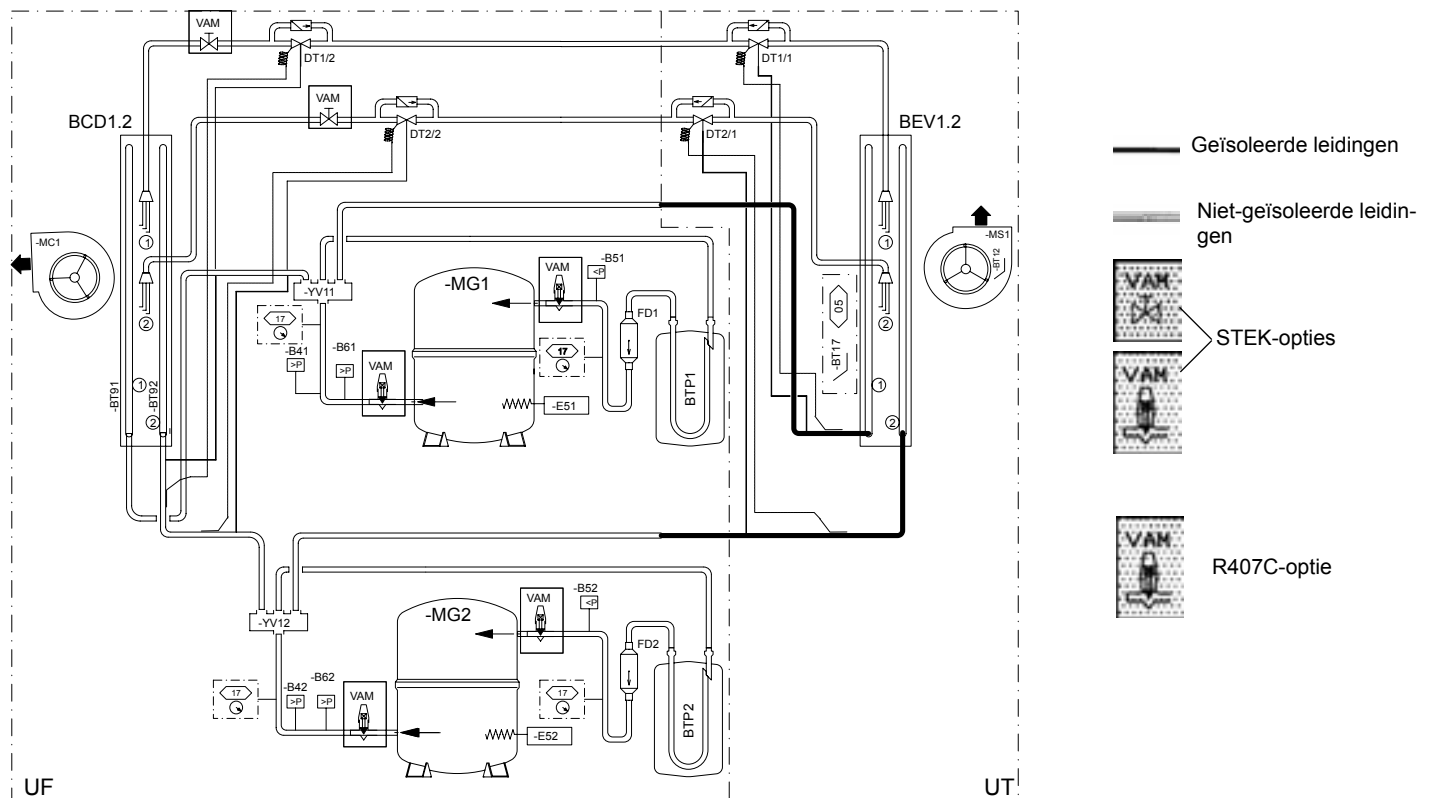 VAM
DT1/2
DT1/1
VAM
DT2/2
DT2/1
BCD1.2
BEV1.2
-MC1
1
2
1
2
-BT91
-BT92
-YV11
17
-B41
>P
-B61
>P
VAM
-MG1
VAM
-B51
<P
17
FD1
BTP1
-E51
05
-BT17
-MS1
-BT12
1
2
1
2
-YV12
17
-B42
>P
-B62
>P
VAM
-MG2
VAM
-B52
<P
17
FD2
BTP2
-E52
UF
UT
Geïsoleerde leidingen
Niet-geïsoleerde leidin-
gen
VAM
STEK-opties
VAM
VAM
R407C-optie